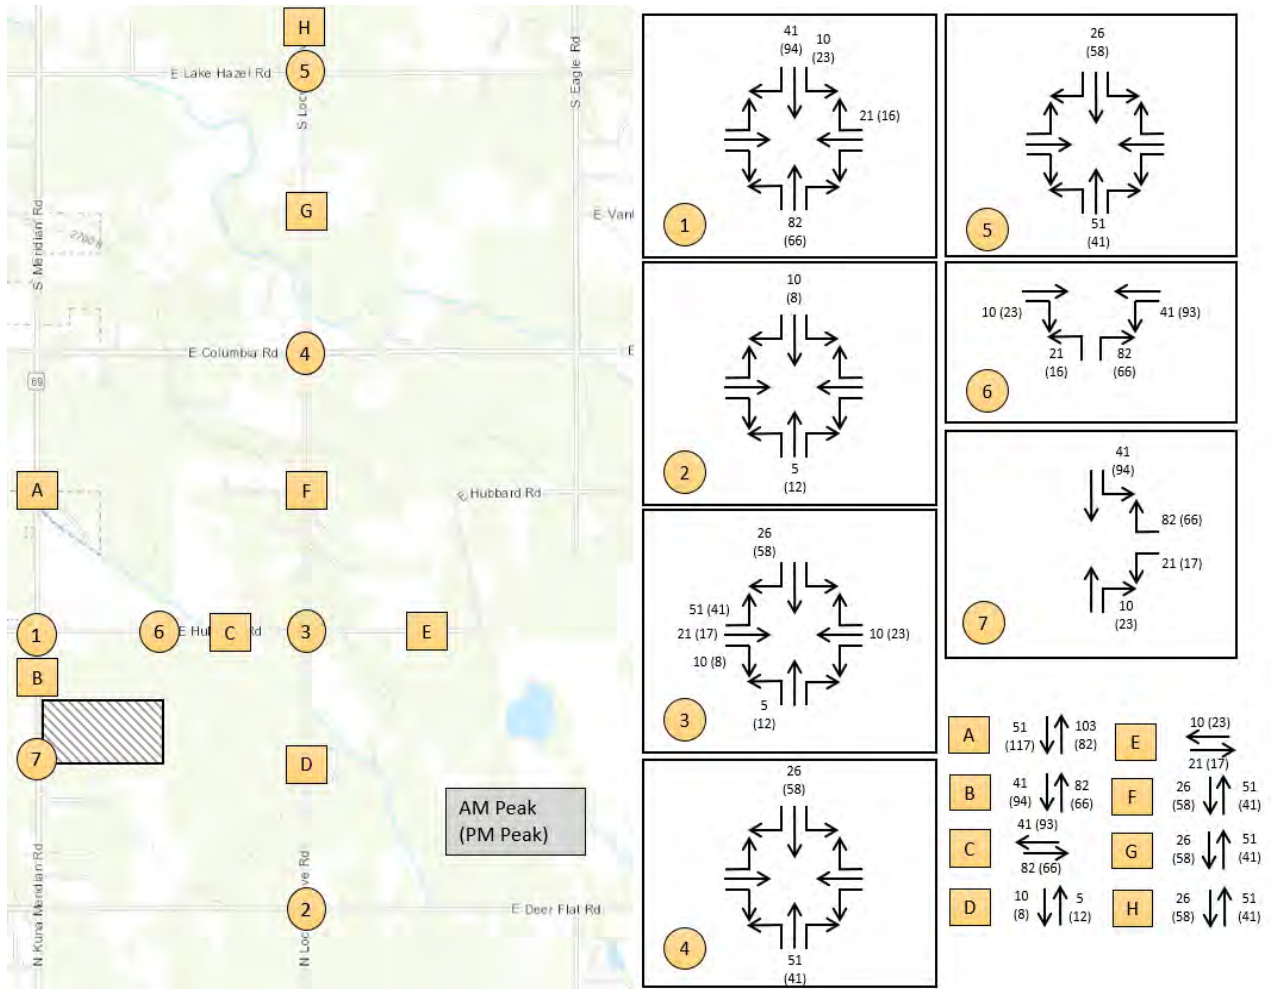 H
E Lake Hazel Rd
5
S Eagle Rd
S Loc
G
S Meridian Rd
2700 ft
E Van
69
E Columbia Rd
4
E
A
F
E Hubbard Rd
1
6
E Hu
C
Rd
3
E
B
7
D
AM Peak
(PM Peak)
N Kuna Meridian Rd
N Loc
ve Rd
2
E Deer Flat Rd
41
(94)
10
(23)
21 (16)
82
(66)
1
10
(8)
5
(12)
2
26
(58)
51 (41)
21 (17)
10 (8)
10 (23)
5
(12)
3
26
(58)
51
(41)
4
26
(58)
51
(41)
5
10 (23)
41 (93)
21
(16)
82
(66)
6
41
(94)
82 (66)
21 (17)
10
(23)
7
A
51
(117)
103
(82)
E
10 (23)
21 (17)
B
41
(94)
82
(66)
F
26
(58)
51
(41)
C
41 (93)
82 (66)
G
26
(58)
51
(41)
D
10
(8)
5
(12)
H
26
(58)
51
(41)